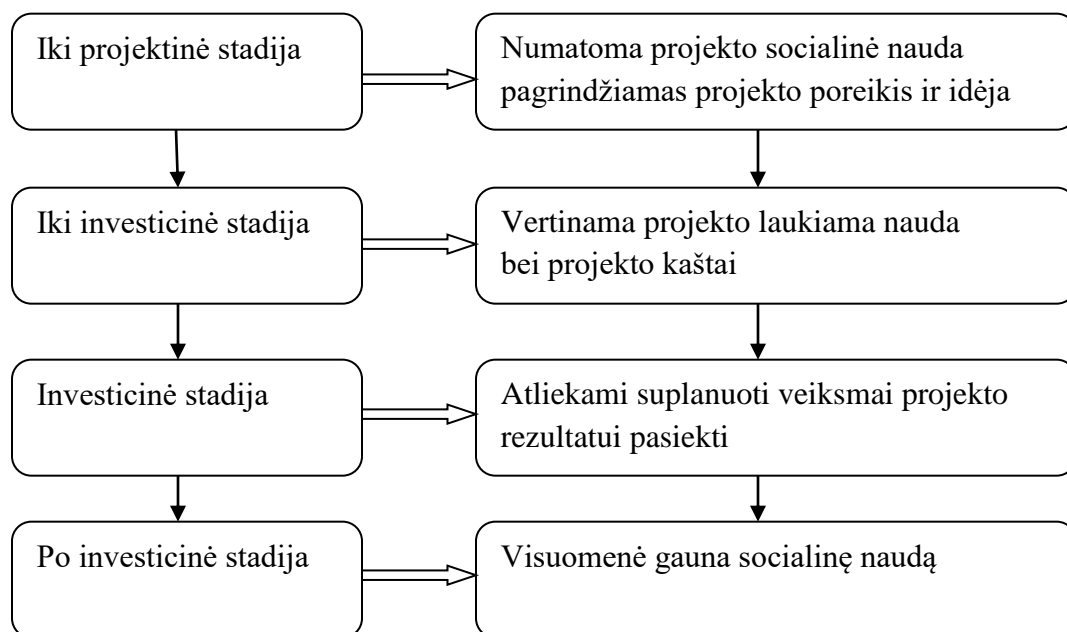 Iki projektinė stadija
Numatoma projekto socialinė nauda
pagrindžiamas projekto poreikis ir idėja
Iki investicinė stadija
Vertinama projekto laukiama nauda
bei projekto kaštai
Investicinė stadija
Atliekami suplanuoti veiksmai projekto
rezultatui pasiekti
Po investicinė stadija
Visuomenė gauna socialinę naudą